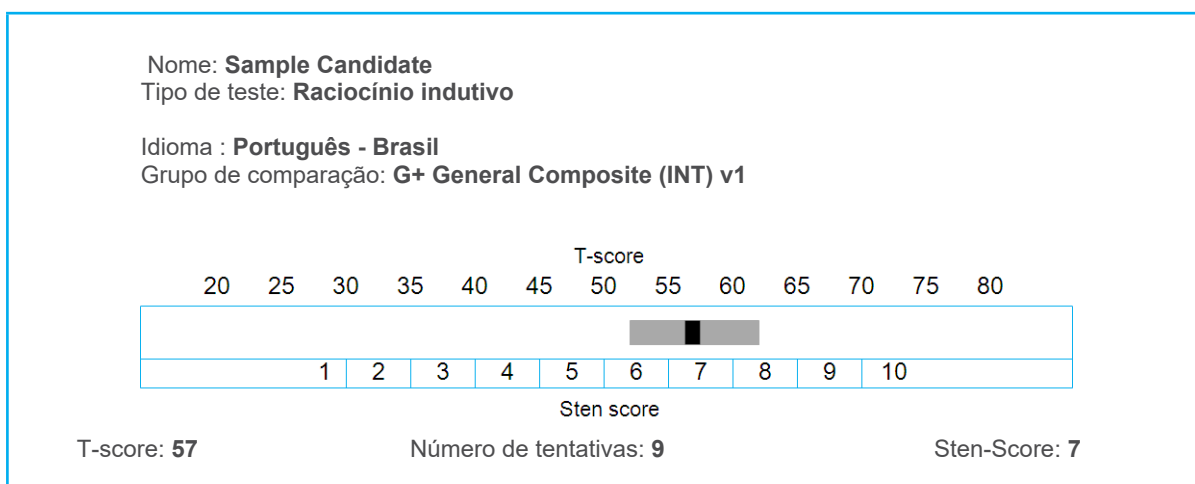 Nome: Sample Candidate
Tipo de teste: Raciocínio indutivo
Idioma : Português - Brasil
Grupo de comparação: G+ General Composite (INT) v1
T-score
20 25 30 35 40 45 50 55 60 65 70 75 80
1 2 3 4 5 6 7 8 9 10
Sten score
T-score: 57 Número de tentativas: 9 Sten-Score: 7